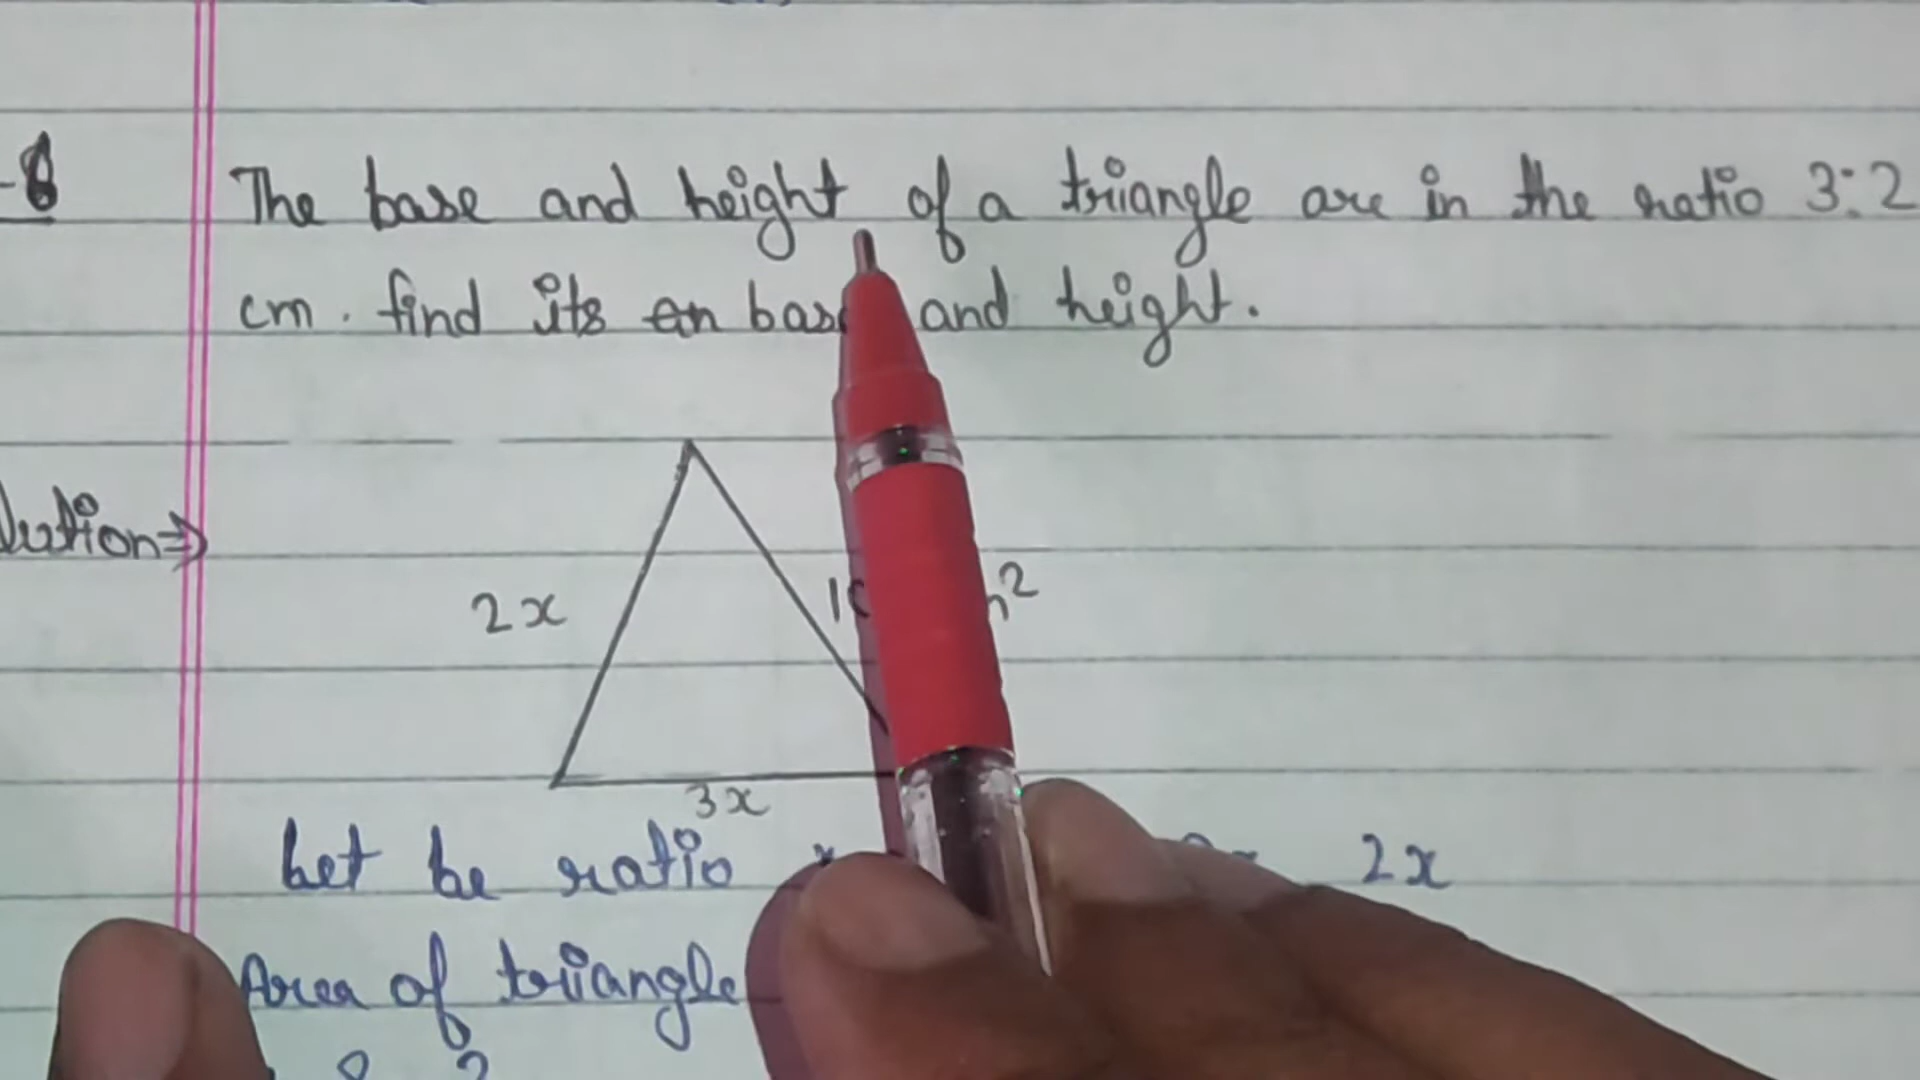 The base and height of a triangle are in the ratio 3:2
cm. find its base and height.
2x
3x
Let be ratio 2x
Area of triangle